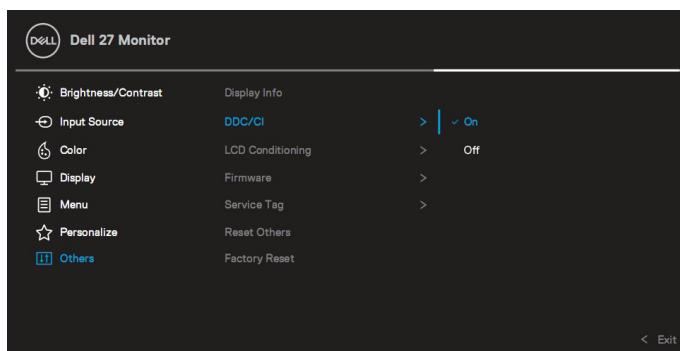 DELL Dell 27 Monitor
Brightness/Contrast Display Info
Input Source DDC/CI > ✓ On
Color LCD Conditioning > Off
Display Firmware >
Menu Service Tag >
Personalize Reset Others
Others Factory Reset
< Exit